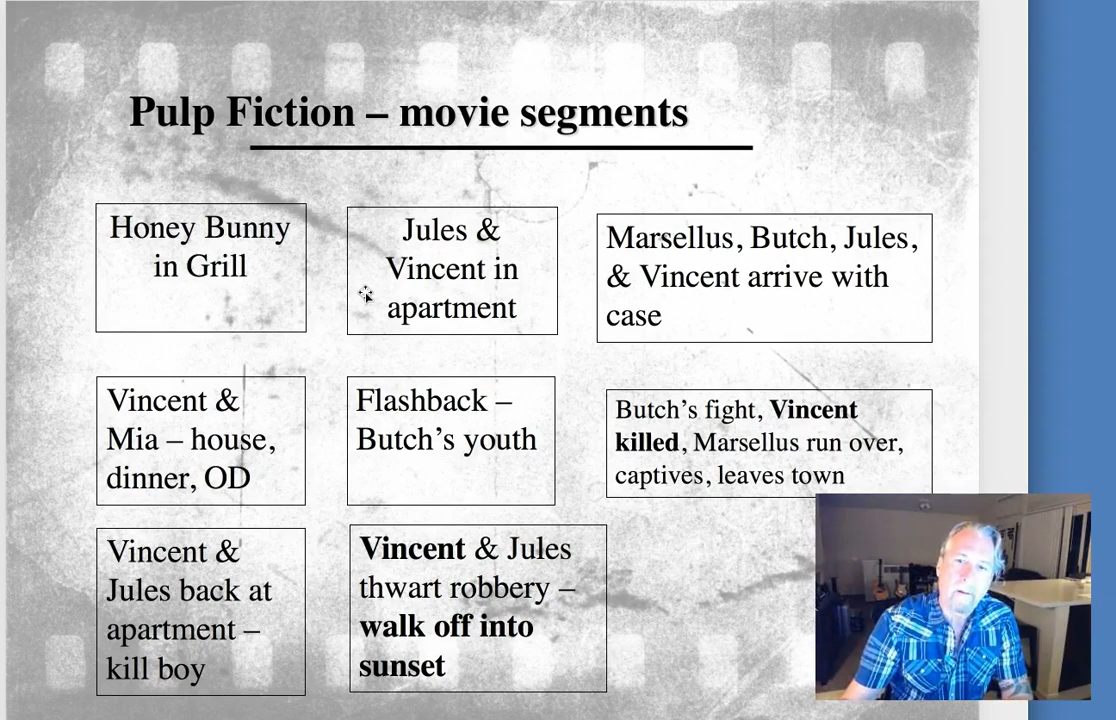 Pulp Fiction – movie segments
Honey Bunny
in Grill
Jules &
Vincent in
apartment
Marsellus, Butch, Jules,
& Vincent arrive with
case
Vincent &
Mia – house,
dinner, OD
Flashback –
Butch’s youth
Butch’s fight, Vincent
killed, Marsellus run over,
captives, leaves town
Vincent &
Jules back at
apartment –
kill boy
Vincent & Jules
thwart robbery –
walk off into
sunset